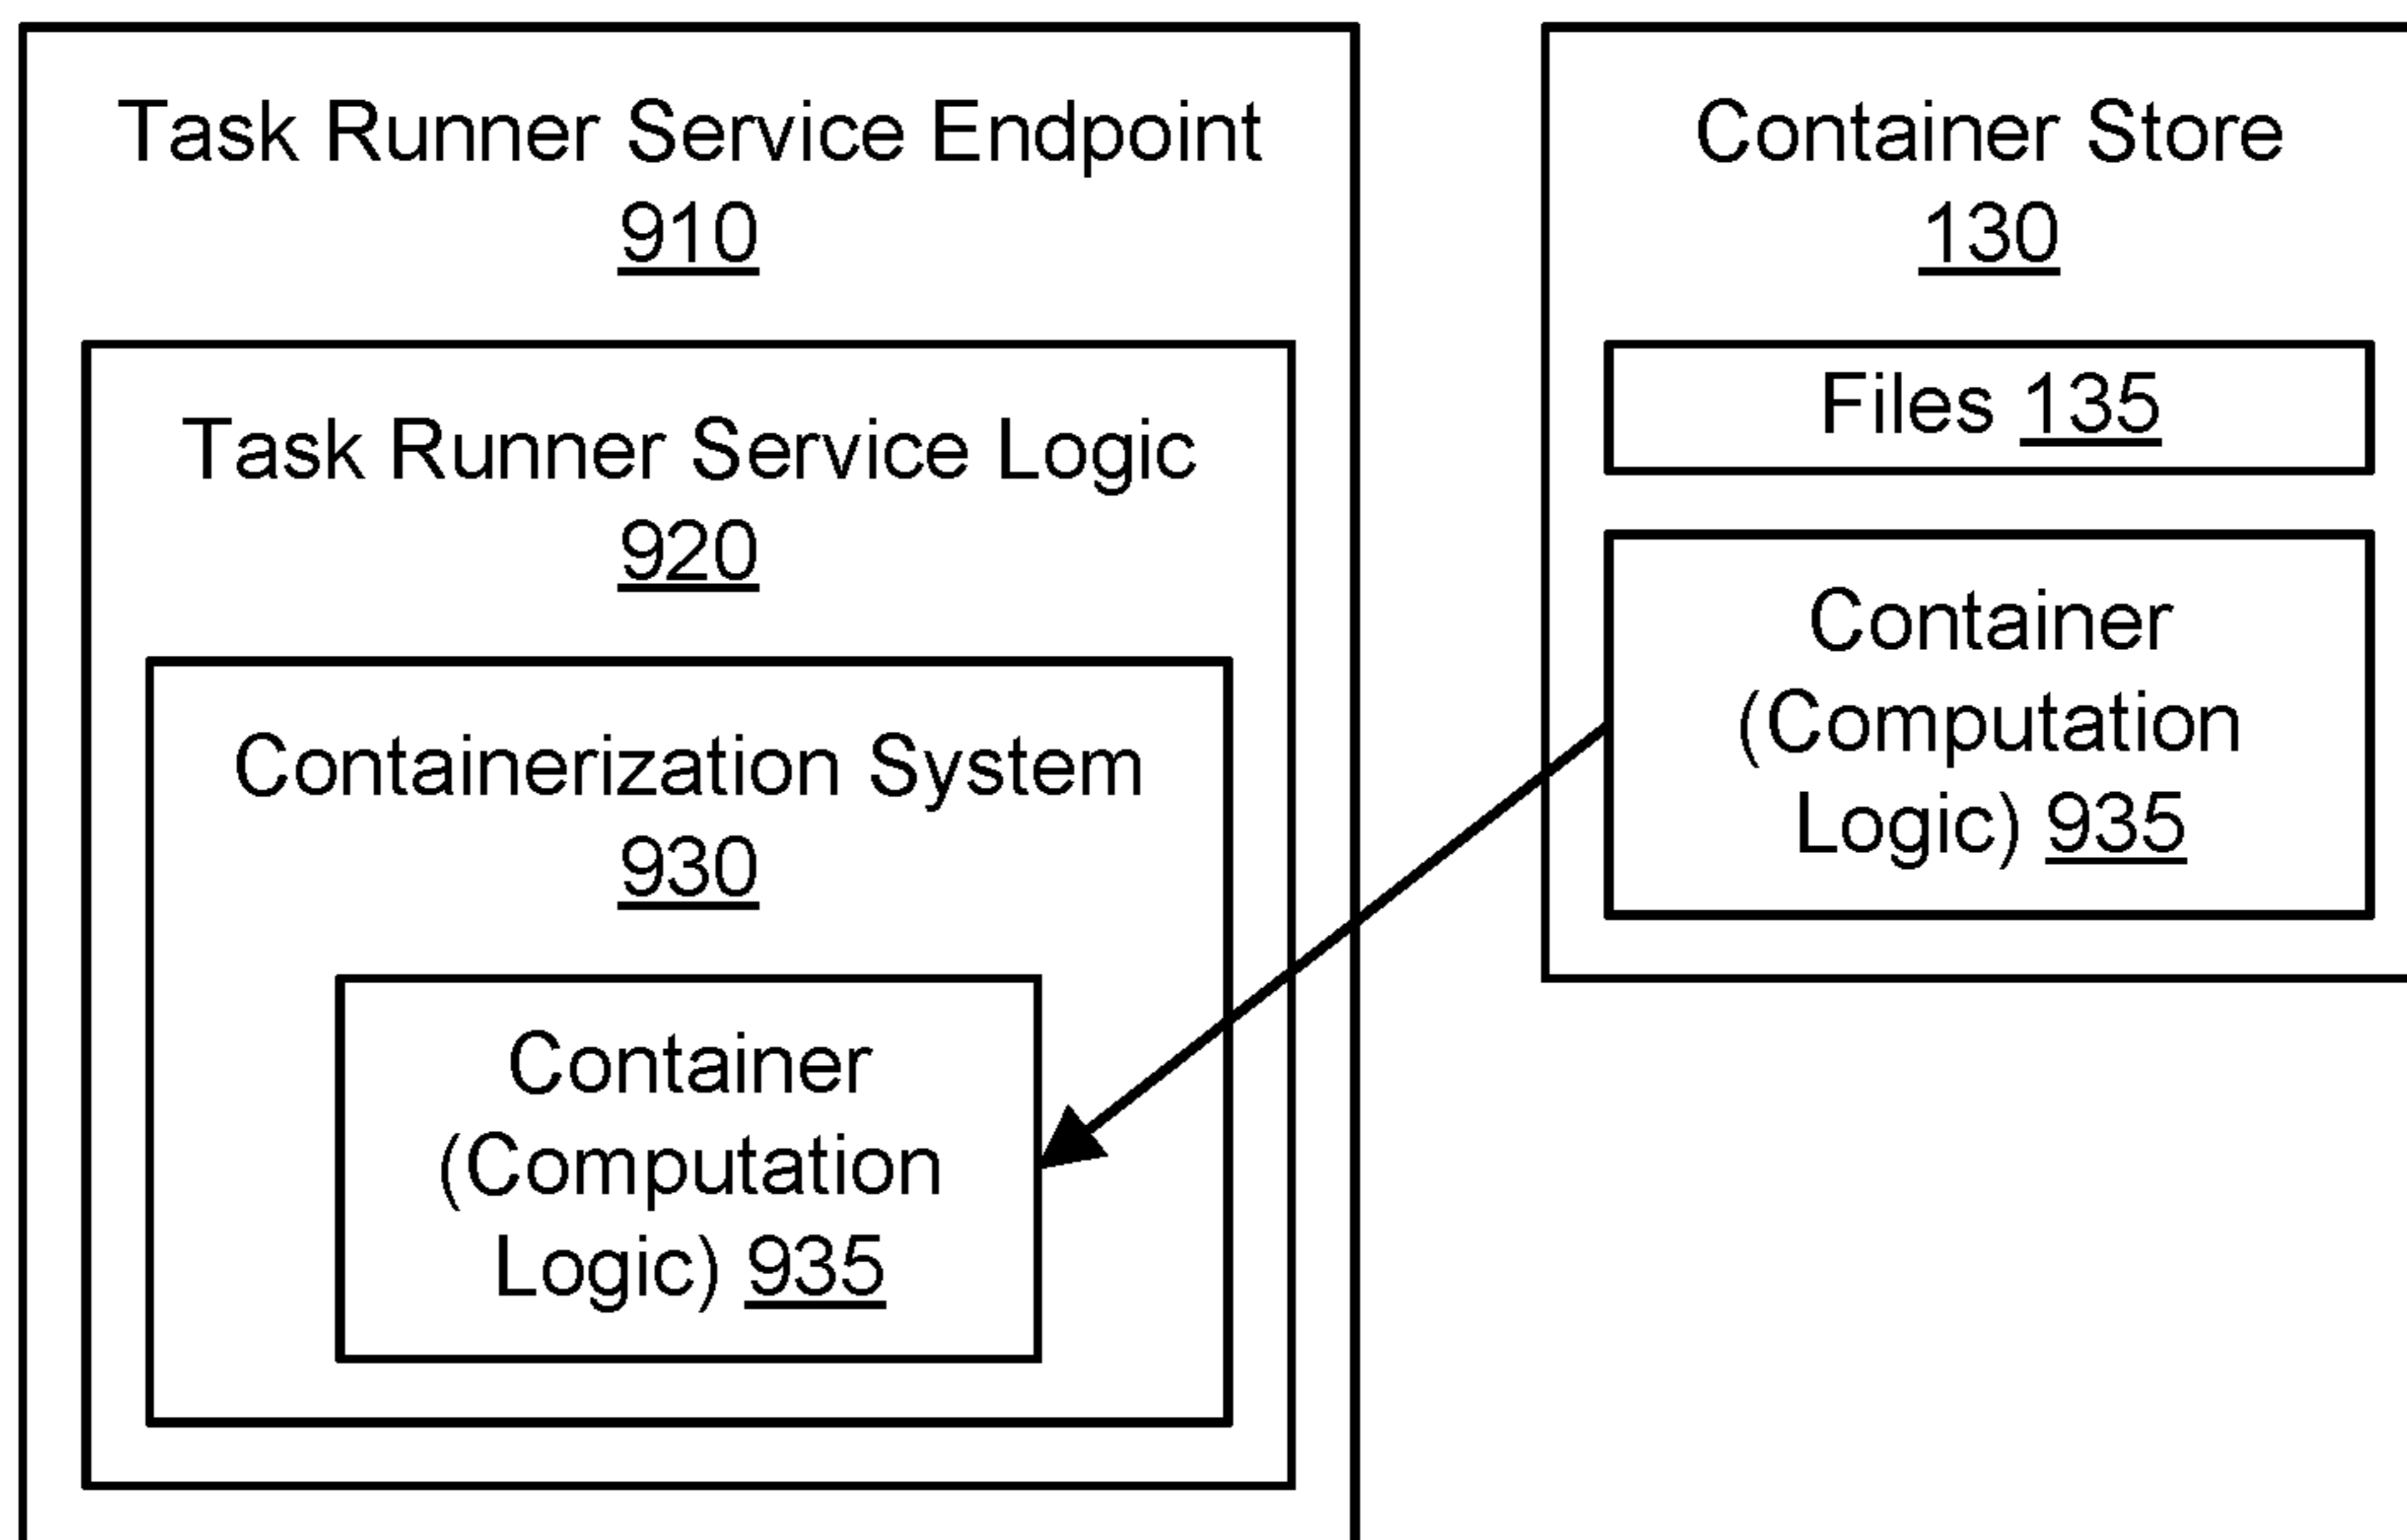 Task Runner Service Endpoint
910
Task Runner Service Logic
920
Containerization System
930
Container
(Computation
Logic) 935
Container Store
130
Files 135
Container
(Computation
Logic) 935